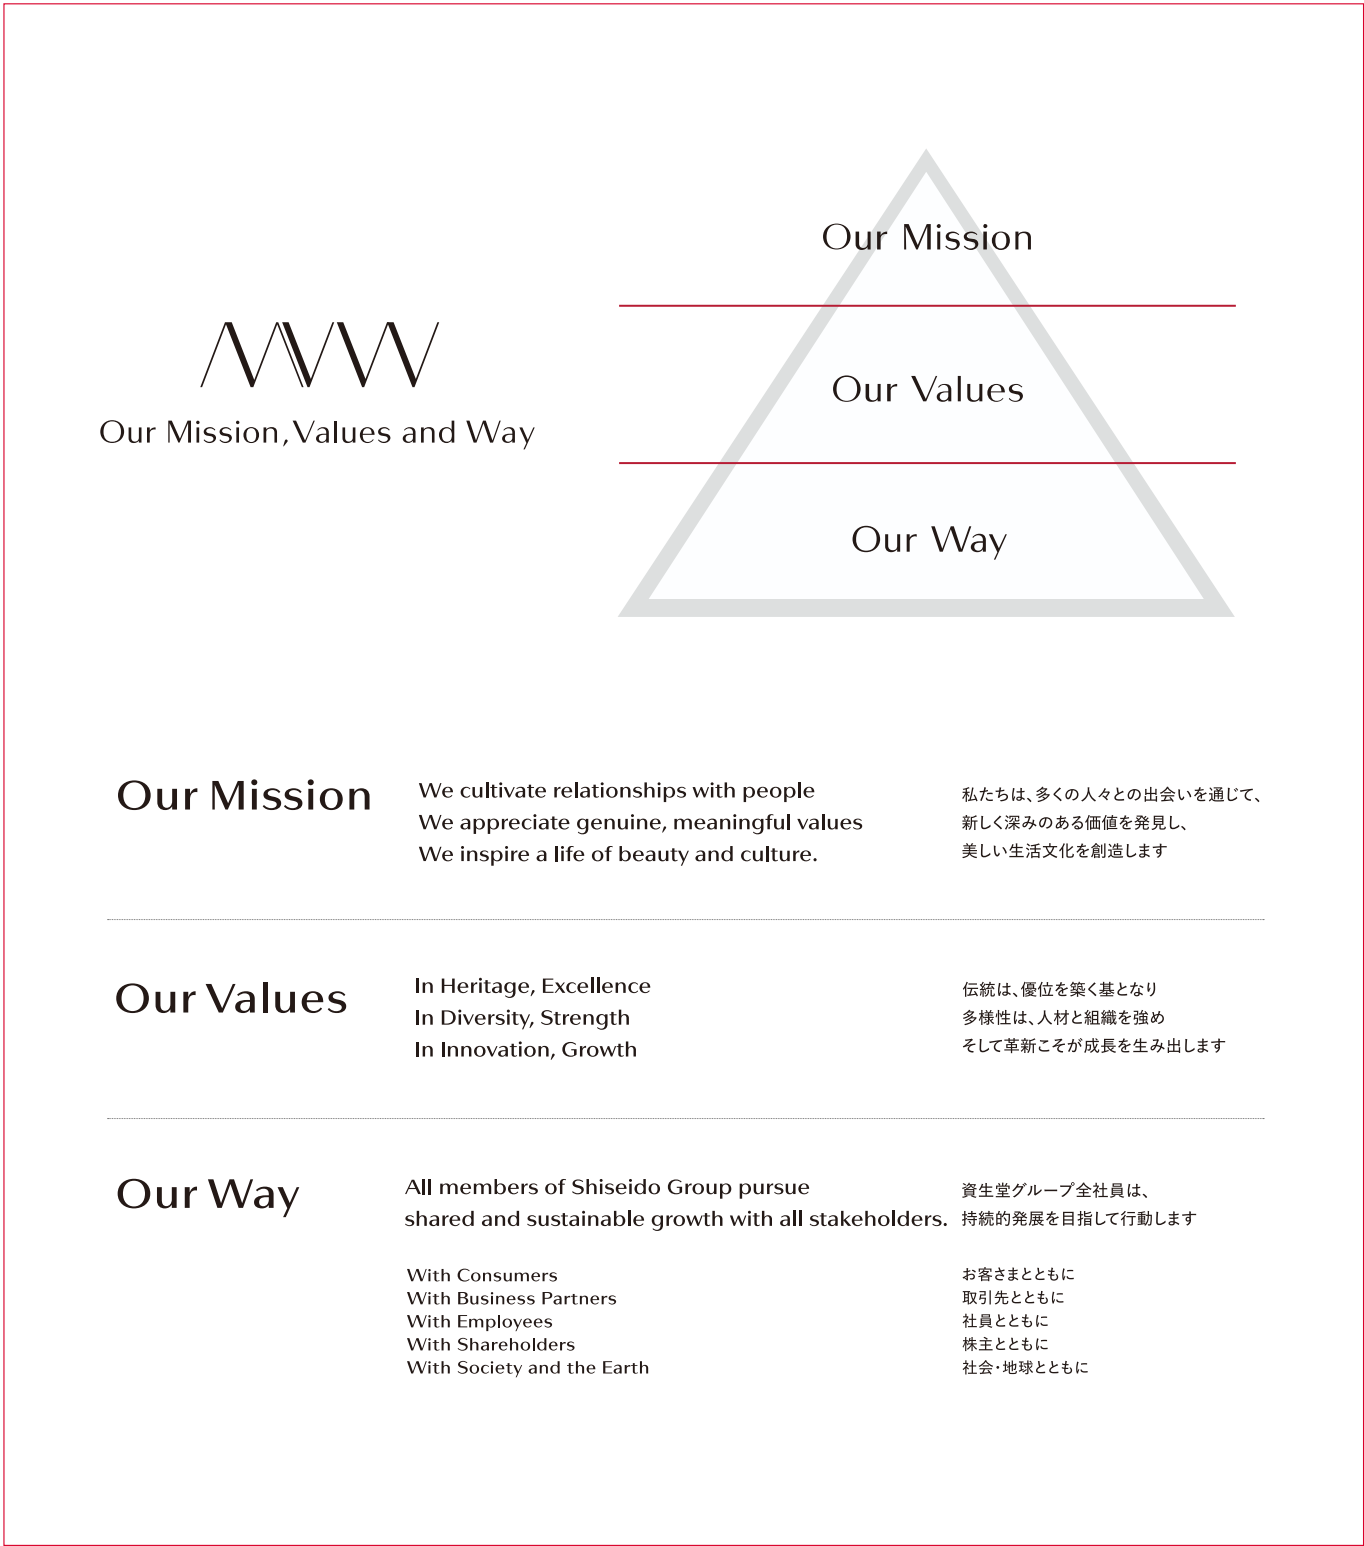 MVW
Our Mission, Values and Way
Our Mission
Our Values
Our Way
Our Mission
We cultivate relationships with people
We appreciate genuine, meaningful values
We inspire a life of beauty and culture.
私たちは、多くの人々との出会いを通じて、
新しく深みのある価値を発見し、
美しい生活文化を創造します
Our Values
In Heritage, Excellence
In Diversity, Strength
In Innovation, Growth
伝統は、優位を築く基となり
多様性は、人材と組織を強め
そして革新こそが成長を生み出します
Our Way
All members of Shiseido Group pursue
shared and sustainable growth with all stakeholders.
資生堂グループ全社員は、
持続的発展を目指して行動します
With Consumers
With Business Partners
With Employees
With Shareholders
With Society and the Earth
お客さまとともに
取引先とともに
社員とともに
株主とともに
社会・地球とともに